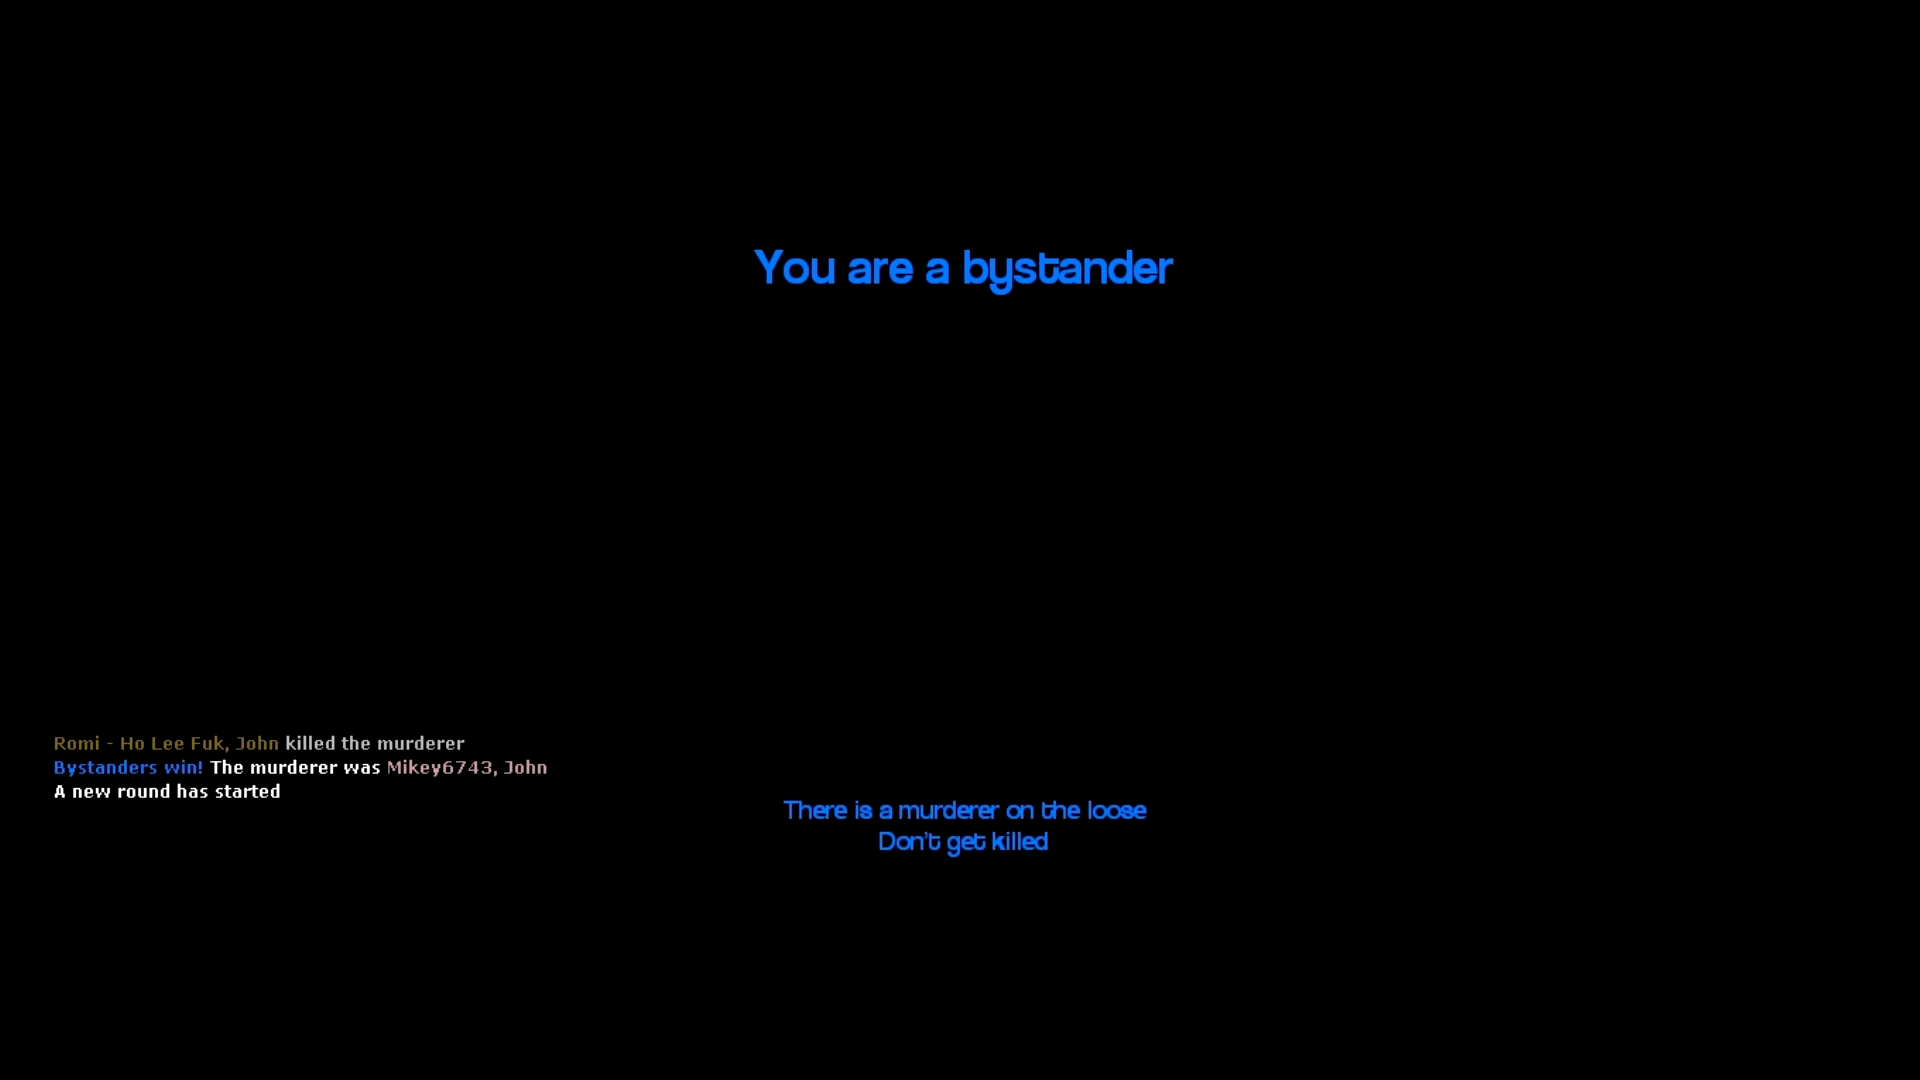 You are a bystander
Romi - Ho Lee Fuk, John killed the murderer
Bystanders win! The murderer was Mikey6743, John
A new round has started
There is a murderer on the loose
Don't get killed